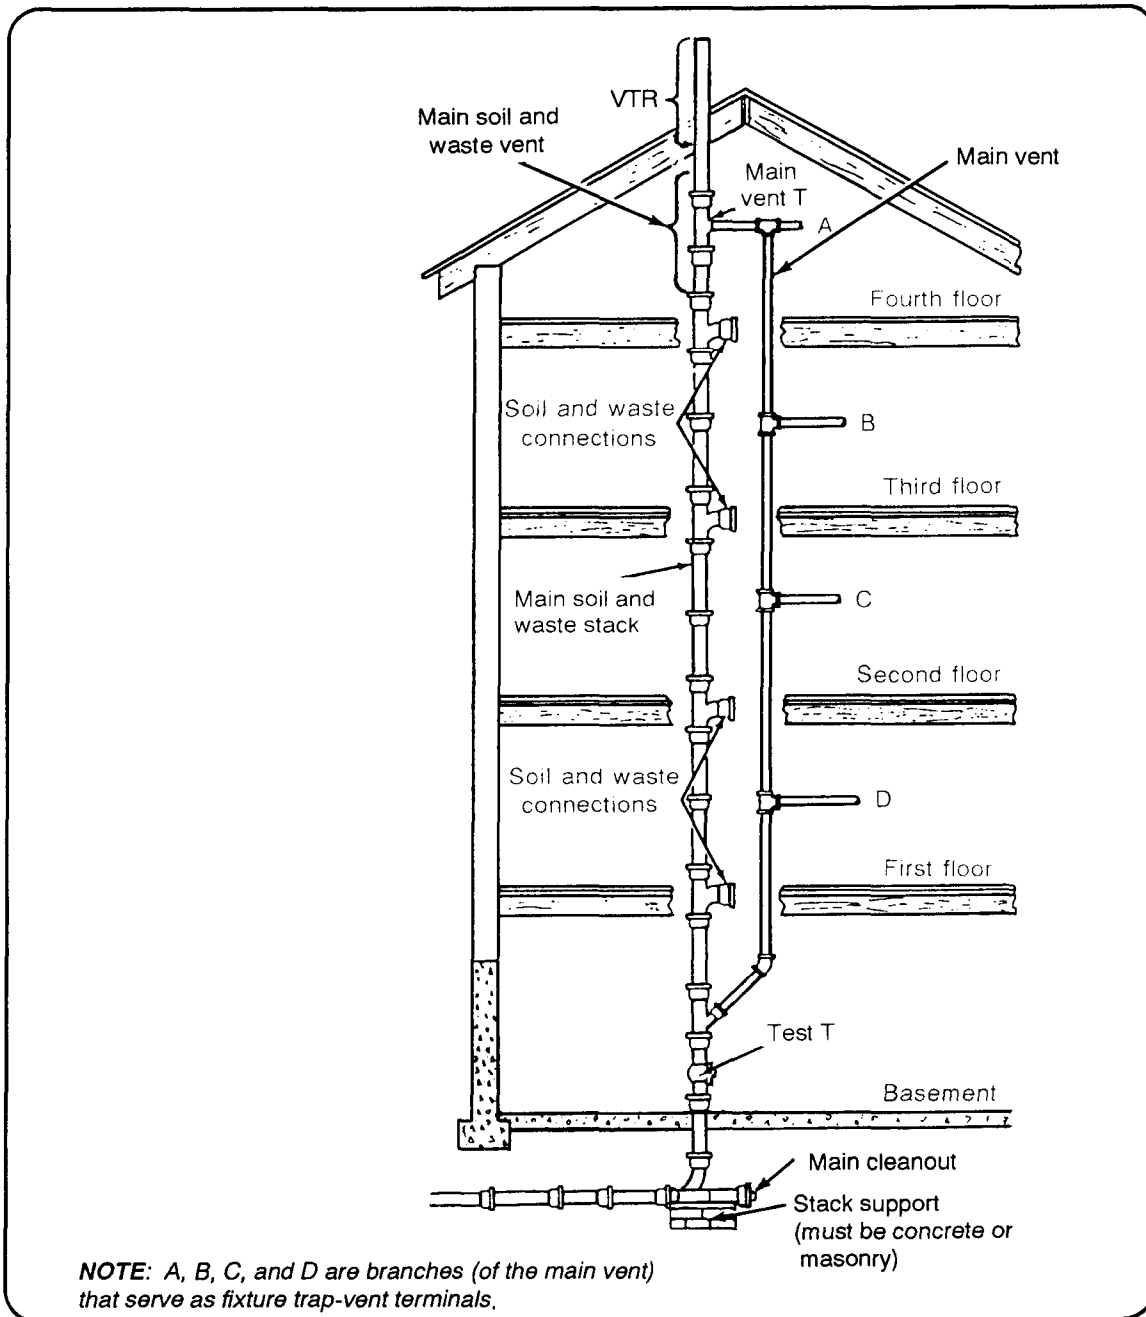 VTR
Main soil and
waste vent
Main
vent T
Main vent
A
Fourth floor
Soil and waste
connections
B
Third floor
Main soil and
waste stack
C
Second floor
Soil and waste
connections
D
First floor
Test T
Basement
Main cleanout
Stack support
(must be concrete or
masonry)
NOTE: A, B, C, and D are branches (of the main vent)
that serve as fixture trap-vent terminals.